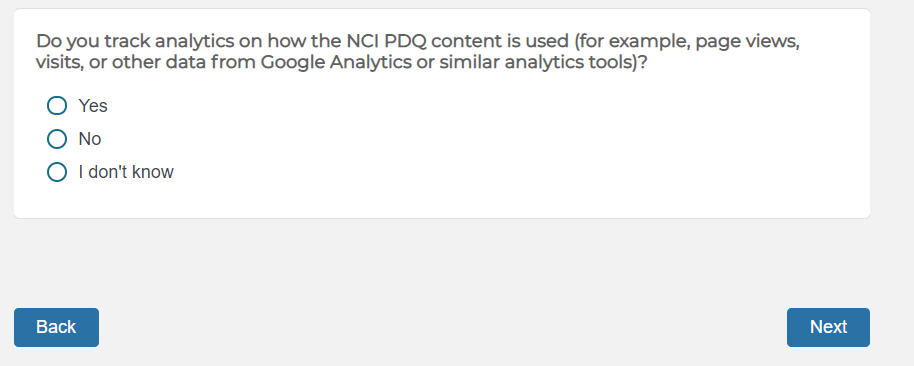 Do you track analytics on how the NCI PDQ content is used (for example, page views,
visits, or other data from Google Analytics or similar analytics tools)?
Yes
No
I don't know
Back
Next